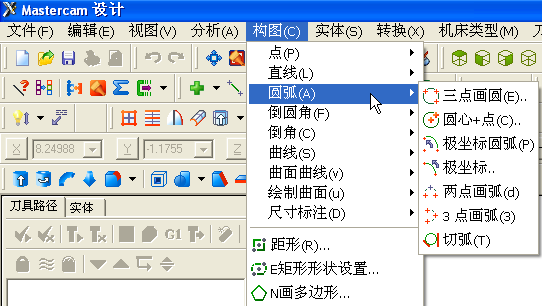 Mastercam 设计
文件(F) 编辑(E) 视图(V) 分析(A) 构图(C) 实体(S) 转换(X) 机床类型(M)
点(P)
直线(L)
圆弧(A)
倒圆角(F)
倒角(C)
曲线(S)
曲面曲线(v)
绘制曲面(u)
尺寸标注(D)
距形(R)...
E矩形形状设置...
N画多边形...
三点画圆(E)..
圆心+点(C)..
极坐标圆弧(P)
极坐标..
两点画弧(d)
3 点画弧(3)
切弧(T)
X 8.24988 Y -1.1755 Z
刀具路径 实体
G1